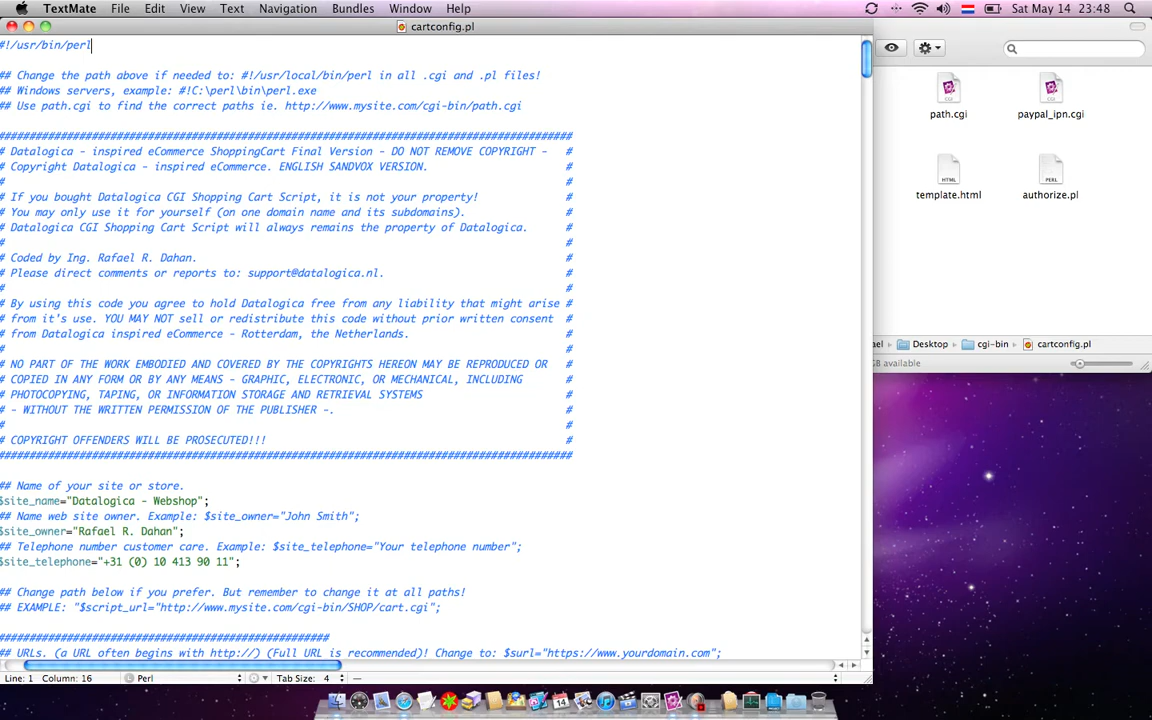 TextMate File Edit View Text Navigation Bundles Window Help
Sat May 14 23:48
cartconfig.pl
#!/usr/bin/perl
## Change the path above if needed to: #!/usr/local/bin/perl in all .cgi and .pl files!
## Windows servers, example: #!C:\perl\bin\perl.exe
## Use path.cgi to find the correct paths ie. http://www.mysite.com/cgi-bin/path.cgi
############################################################################################
# Datalogica - inspired eCommerce ShoppingCart Final Version - DO NOT REMOVE COPYRIGHT - #
# Copyright Datalogica - inspired eCommerce. ENGLISH SANDVOX VERSION. #
# #
# If you bought Datalogica CGI Shopping Cart Script, it is not your property! #
# You may only use it for yourself (on one domain name and its subdomains). #
# Datalogica CGI Shopping Cart Script will always remains the property of Datalogica. #
# #
# Coded by Ing. Rafael R. Dahan. #
# Please direct comments or reports to: support@datalogica.nl. #
# #
# By using this code you agree to hold Datalogica free from any liability that might arise #
# from it's use. YOU MAY NOT sell or redistribute this code without prior written consent #
# from Datalogica inspired eCommerce - Rotterdam, the Netherlands. #
# #
# NO PART OF THE WORK EMBODIED AND COVERED BY THE COPYRIGHTS HEREON MAY BE REPRODUCED OR #
# COPIED IN ANY FORM OR BY ANY MEANS - GRAPHIC, ELECTRONIC, OR MECHANICAL, INCLUDING #
# PHOTOCOPYING, TAPING, OR INFORMATION STORAGE AND RETRIEVAL SYSTEMS #
# - WITHOUT THE WRITTEN PERMISSION OF THE PUBLISHER -. #
# #
# COPYRIGHT OFFENDERS WILL BE PROSECUTED!!! #
############################################################################################
## Name of your site or store.
$site_name="Datalogica - Webshop";
## Name web site owner. Example: $site_owner="John Smith";
$site_owner="Rafael R. Dahan";
## Telephone number customer care. Example: $site_telephone="Your telephone number";
$site_telephone="+31 (0) 10 413 90 11";
## Change path below if you prefer. But remember to change it at all paths!
## EXAMPLE: "$script_url="http://www.mysite.com/cgi-bin/SHOP/cart.cgi";
#####################################################
## URLs. (a URL often begins with http://) (Full URL is recommended)! Change to: $surl="https://www.yourdomain.com";
Line: 1 Column: 16 Perl Tab Size: 4
path.cgi paypal_ipn.cgi
template.html authorize.pl
ael Desktop cgi-bin cartconfig.pl
GB available